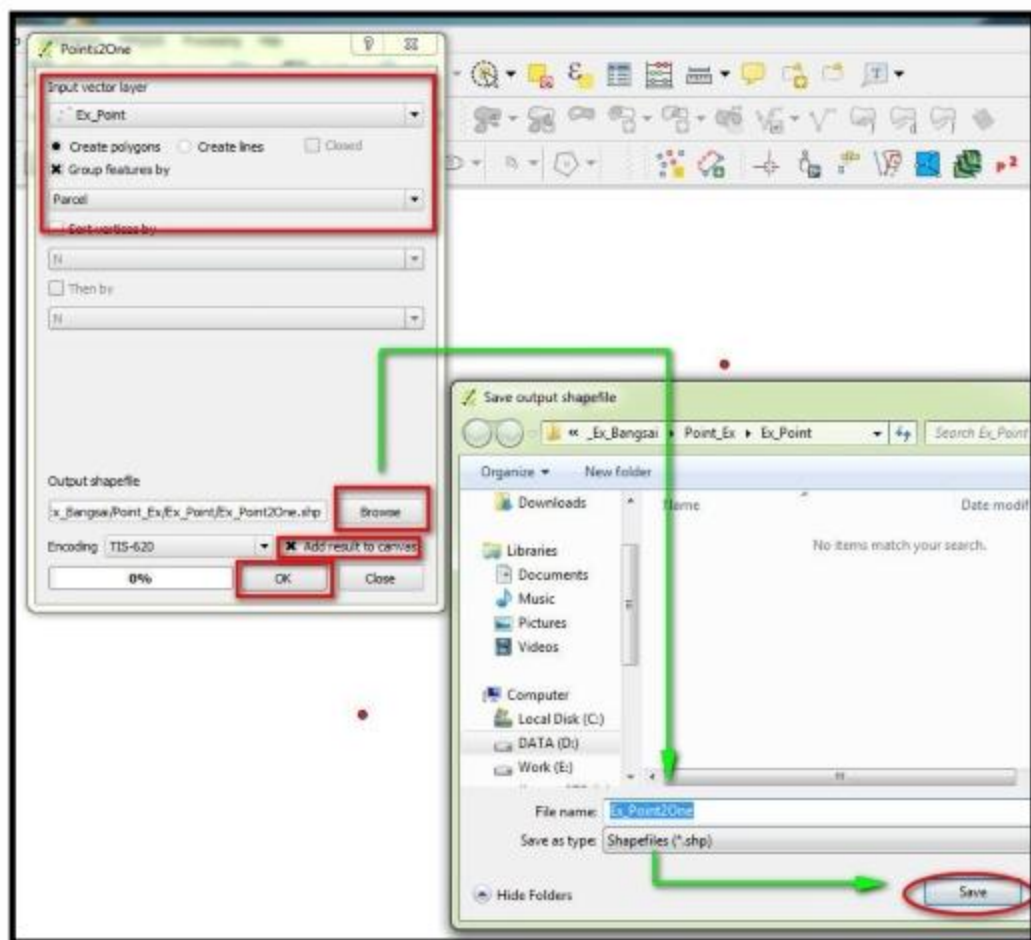 Points2One
Input vector layer
Ex_Point
Create polygons Create lines Closed
Group features by
Parcel
Sort vertices by
N
Then by
N
Output shapefile
x_Bangsai/Point_Ex/Ex_Point/Ex_Point2One.shp Browse
Encoding TIS-620 Add result to canvas
0% OK Close
Save output shapefile
« _Ex_Bangsai Point_Ex Ex_Point Search Ex_Point
Organize New folder
Name Date modif
No items match your search.
Downloads
Libraries
Documents
Music
Pictures
Videos
Computer
Local Disk (C:)
DATA (D:)
Work (E:)
File name: Ex_Point2One
Save as type: Shapefiles (*.shp)
Hide Folders Save